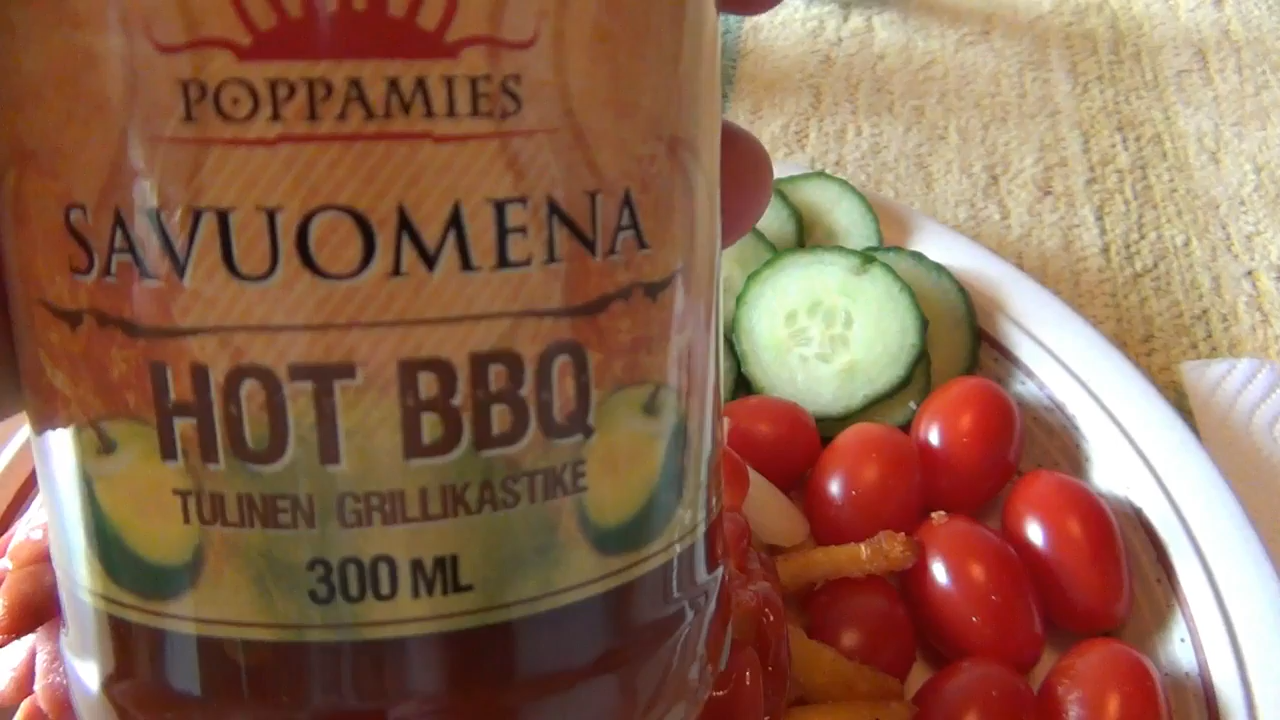 POPPAMIES
SAVUOMENA
HOT BBQ
TULINEN GRILLIKASTIKE
300 ML